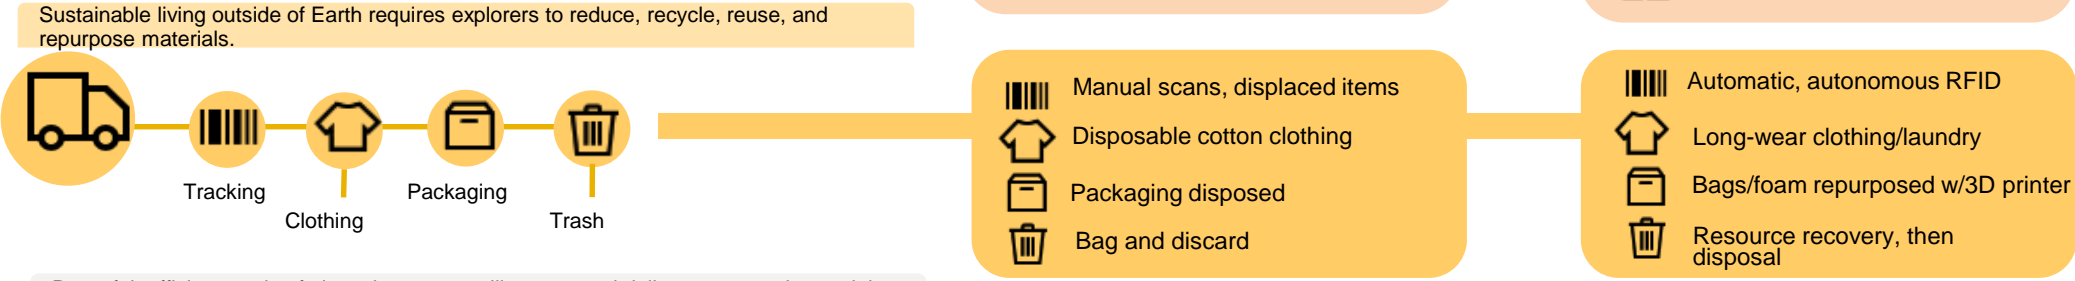 Sustainable living outside of Earth requires explorers to reduce, recycle, reuse, and
repurpose materials.
Tracking
Clothing
Packaging
Trash
Manual scans, displaced items
Disposable cotton clothing
Packaging disposed
Bag and discard
Automatic, autonomous RFID
Long-wear clothing/laundry
Bags/foam repurposed w/3D printer
Resource recovery, then
disposal